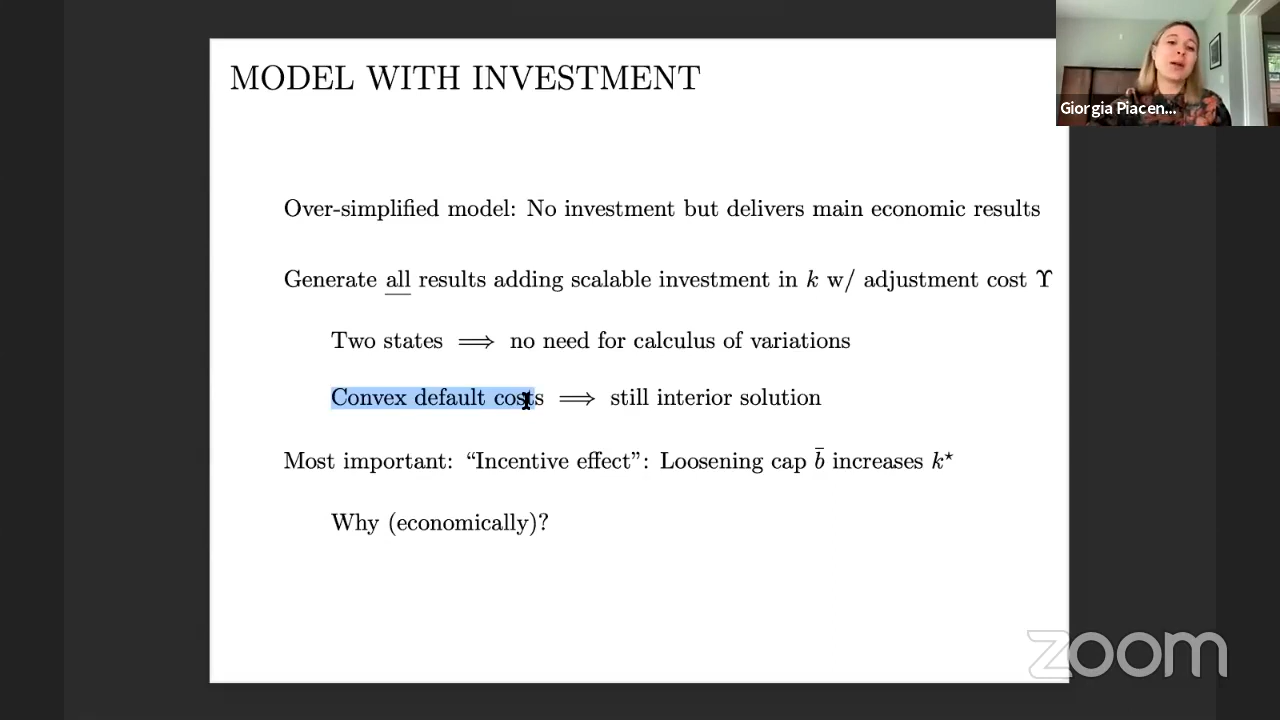 MODEL WITH INVESTMENT
Giorgia Piacen...
Over-simplified model: No investment but delivers main economic results
Generate all results adding scalable investment in k w/ adjustment cost ϒ
Two states ⟹ no need for calculus of variations
Convex default costs ⟹ still interior solution
Most important: “Incentive effect”: Loosening cap b̄ increases k⋆
Why (economically)?
zoom